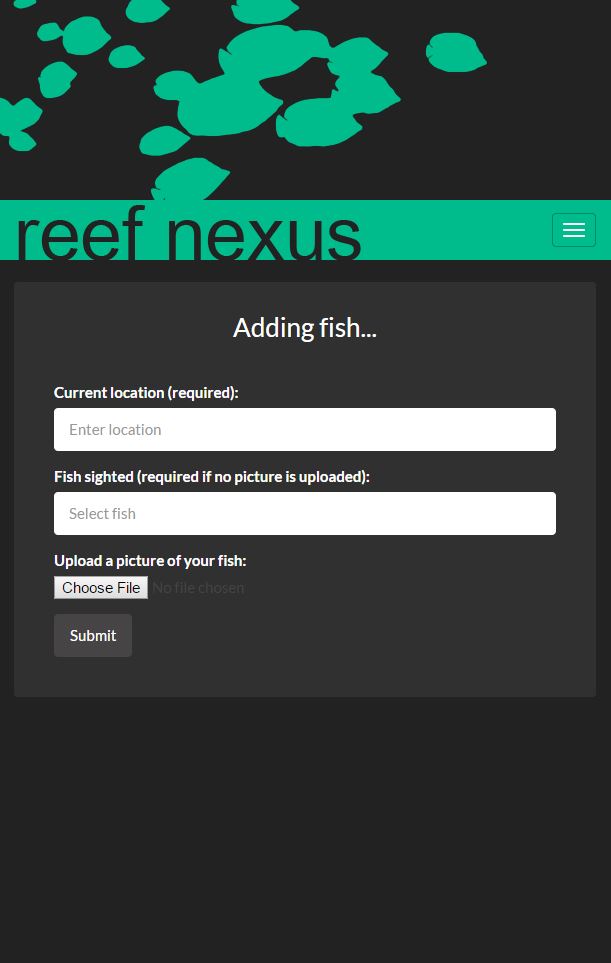 reef nexus
Adding fish...
Current location (required):
Enter location
Fish sighted (required if no picture is uploaded):
Select fish
Upload a picture of your fish:
Choose File No file chosen
Submit